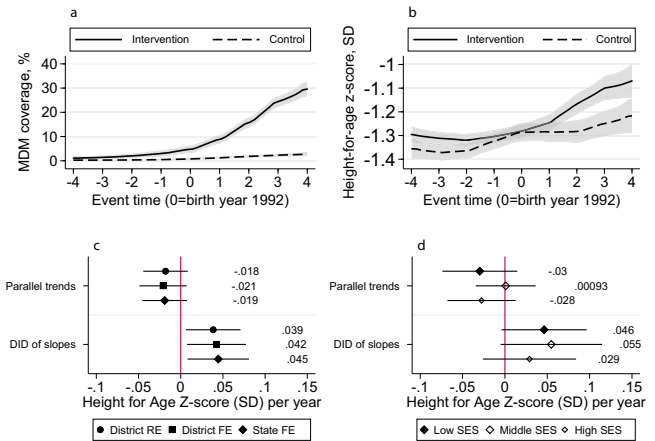 a
Intervention Control
MDM coverage, %
40
30
20
10
0
-4 -3 -2 -1 0 1 2 3 4
Event time (0=birth year 1992)
b
Intervention Control
Height-for-age z-score, SD
-1
-1.1
-1.2
-1.3
-1.4
-4 -3 -2 -1 0 1 2 3 4
Event time (0=birth year 1992)
c
Parallel trends
-.018
-.021
-.019
DID of slopes
.039
.042
.045
-.1 -.05 0 .05 .1 .15
Height for Age Z-score (SD) per year
District RE District FE State FE
d
Parallel trends
-.03
.00093
-.028
DID of slopes
.046
.055
.029
-.1 -.05 0 .05 .1 .15
Height for Age Z-score (SD) per year
Low SES Middle SES High SES